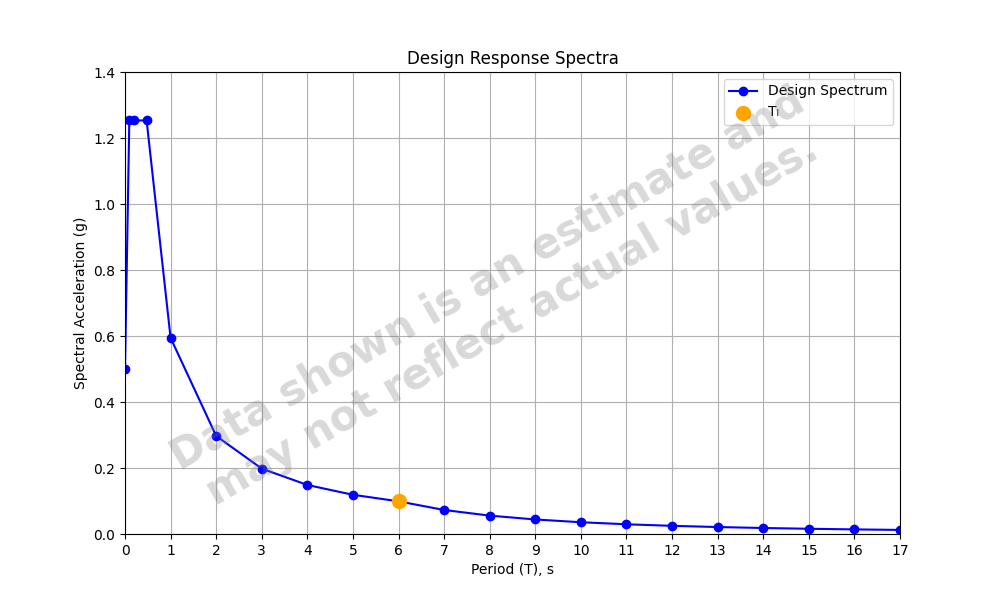 Design Response Spectra
Design Spectrum
Tₗ
Data shown is an estimate and
may not reflect actual values.
Spectral Acceleration (g)
1.4
1.2
1.0
0.8
0.6
0.4
0.2
0.0
0 1 2 3 4 5 6 7 8 9 10 11 12 13 14 15 16 17
Period (T), s